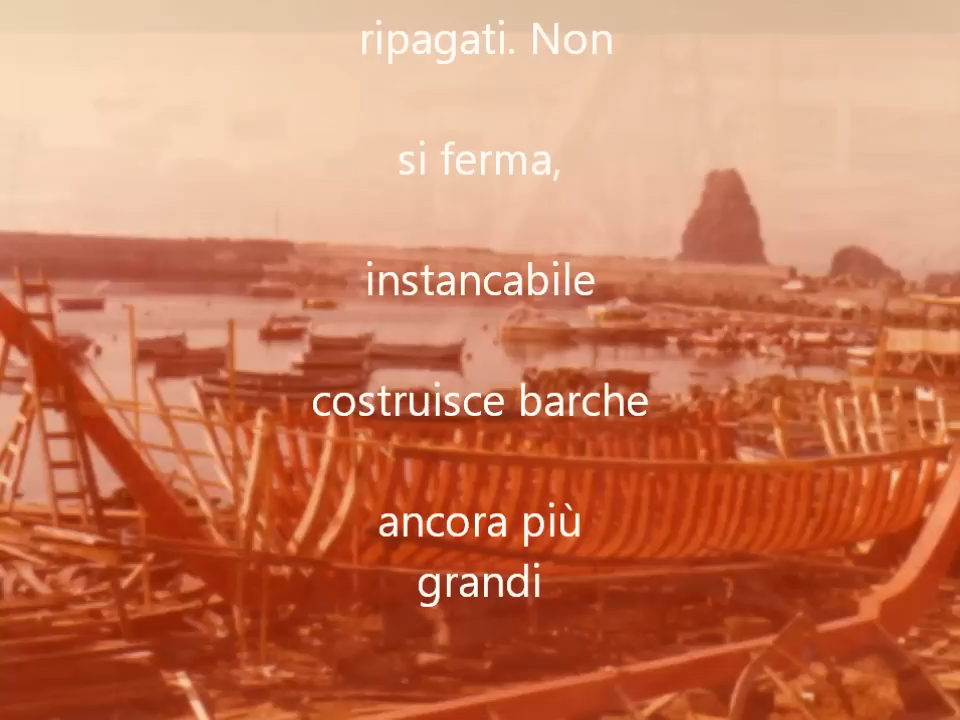 ripagati. Non
si ferma,
instancabile
costruisce barche
ancora più
grandi